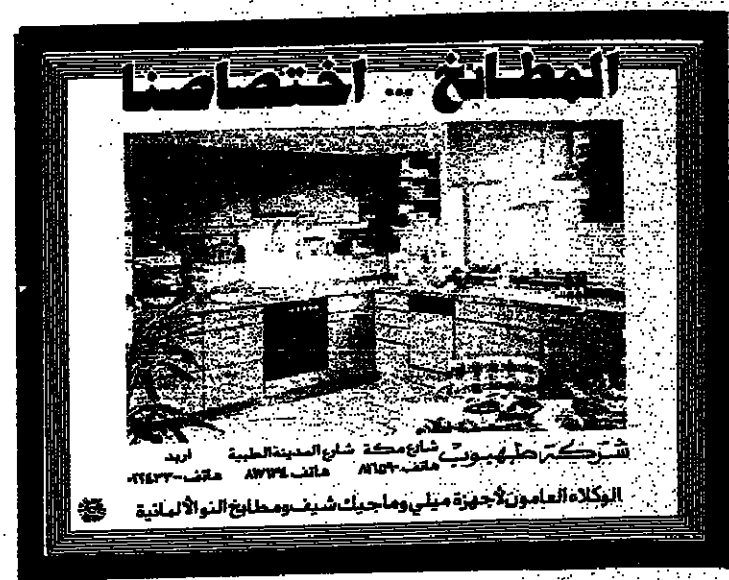 المطابخ ... اختصاصنا
شركة طهبوب شارع مكة شارع المدينة الطبية اربد
هاتف هاتف هاتف
الوكلاء العامون لأجهزة ميلي وماجيك شيف ومطابخ النو الألمانية